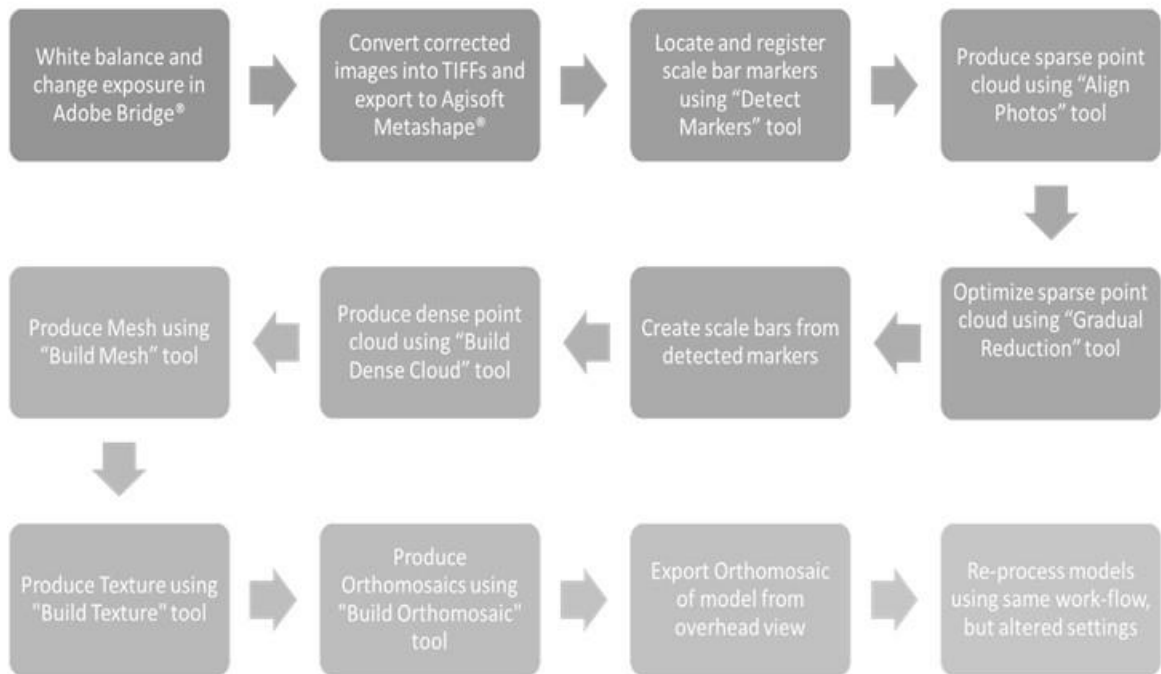 White balance and
change exposure in
Adobe Bridge®
Convert corrected
images into TIFFs and
export to Agisoft
Metashape®
Locate and register
scale bar markers
using “Detect
Markers” tool
Produce sparse point
cloud using “Align
Photos” tool
Optimize sparse point
cloud using “Gradual
Reduction” tool
Create scale bars from
detected markers
Produce dense point
cloud using “Build
Dense Cloud” tool
Produce Mesh using
“Build Mesh” tool
Produce Texture using
"Build Texture" tool
Produce
Orthomosaics using
"Build Orthomosaic"
tool
Export Orthomosaic
of model from
overhead view
Re-process models
using same work-flow,
but altered settings